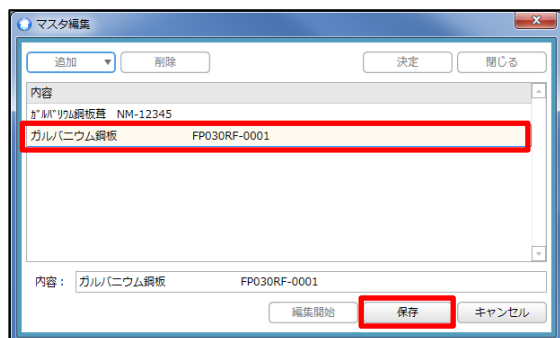 マスタ編集
追加 ▼ 削除 決定 閉じる
内容
ｶﾞﾙﾊﾞﾘｳﾑ鋼板葺 NM-12345
ガルバニウム鋼板 FP030RF-0001
内容： ガルバニウム鋼板 FP030RF-0001
編集開始 保存 キャンセル